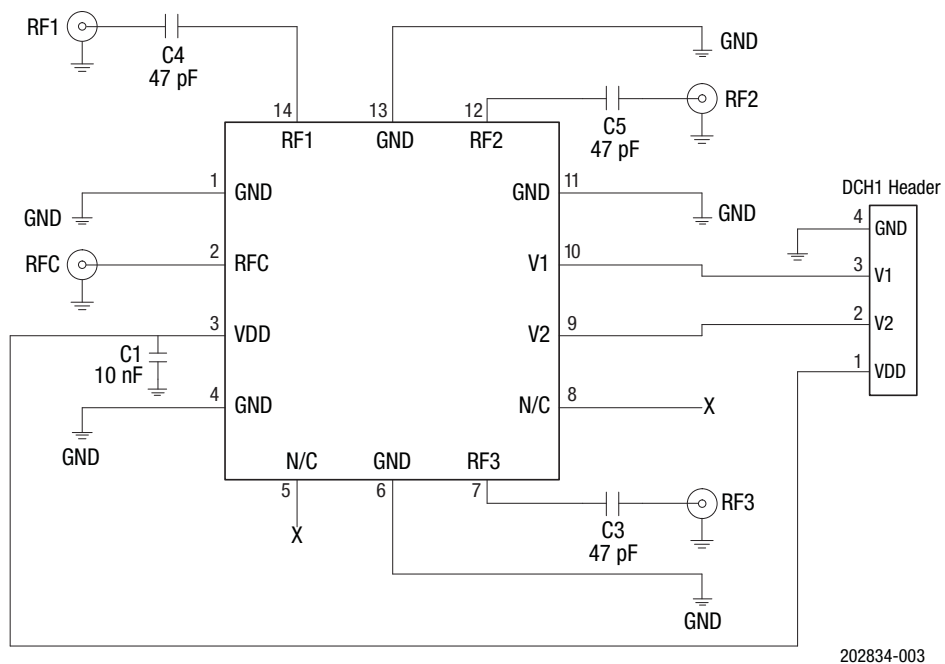 RF1
C4
47 pF
GND
RF2
C5
47 pF
14
13
12
RF1
GND
RF2
DCH1 Header
1
GND
GND
11
GND
GND
4
GND
RFC
2
RFC
V1
10
3
V1
3
VDD
C1
10 nF
V2
9
2
V2
1
VDD
4
GND
GND
N/C
8
X
N/C
GND
RF3
5
6
7
X
RF3
C3
47 pF
GND
202834-003